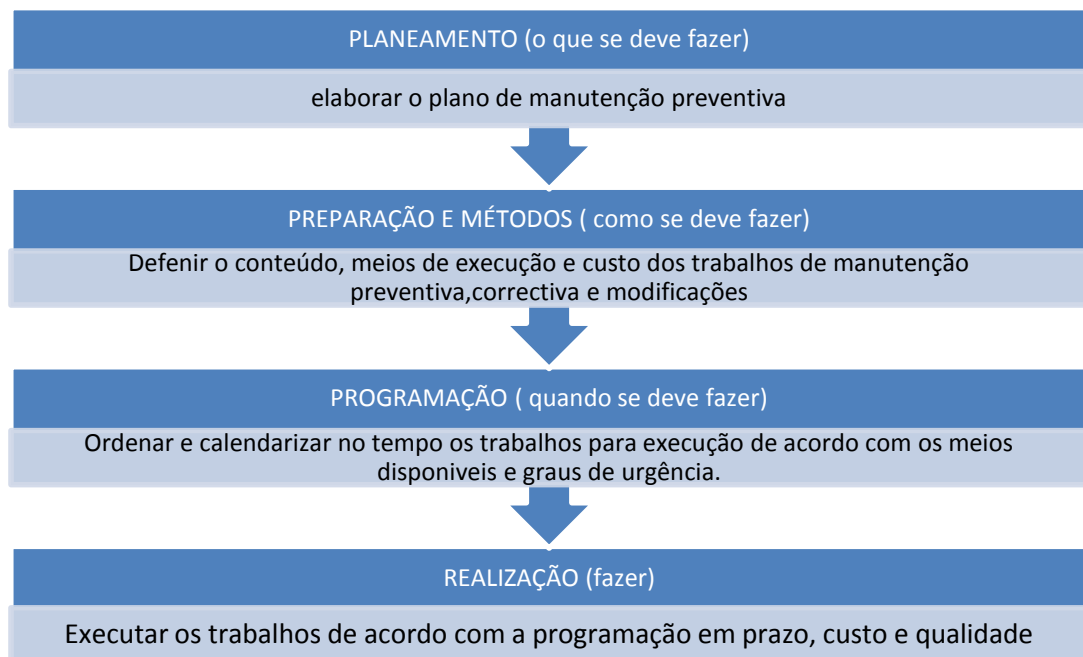 PLANEAMENTO (o que se deve fazer)
elaborar o plano de manutenção preventiva
PREPARAÇÃO E MÉTODOS ( como se deve fazer)
Defenir o conteúdo, meios de execução e custo dos trabalhos de manutenção
preventiva,correctiva e modificações
PROGRAMAÇÃO ( quando se deve fazer)
Ordenar e calendarizar no tempo os trabalhos para execução de acordo com os meios
disponiveis e graus de urgência.
REALIZAÇÃO (fazer)
Executar os trabalhos de acordo com a programação em prazo, custo e qualidade